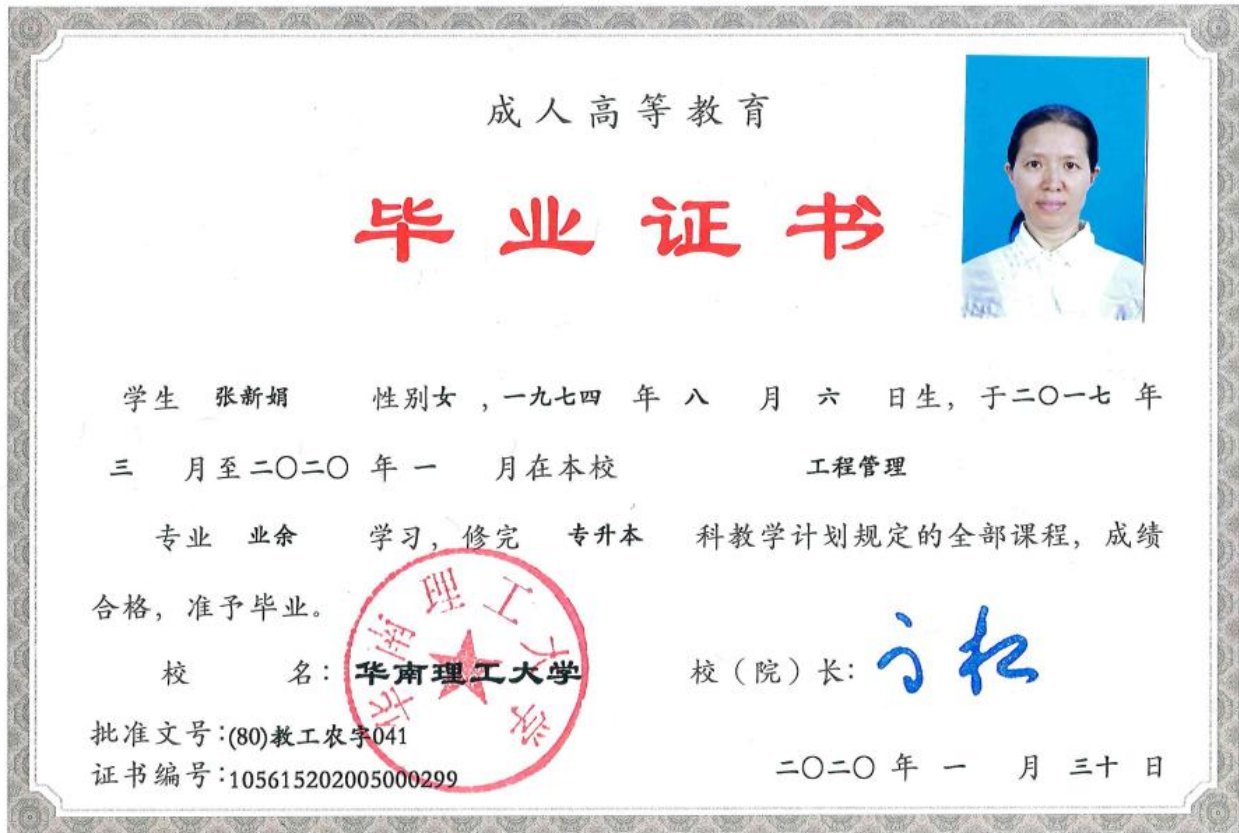 成人高等教育
毕业证书
学生 张新娟 性别女 , 一九七四 年 八 月 六 日生, 于二〇一七 年
三 月至二〇二〇 年 一 月在本校 工程管理
专业 业余 学习, 修完 专升本 科教学计划规定的全部课程, 成绩
合格, 准予毕业。
校 名: 华南理工大学 校(院)长:
华南理工大学
批准文号:(80)教工农字041
证书编号:105615202005000299
二〇二〇 年 一 月 三十 日